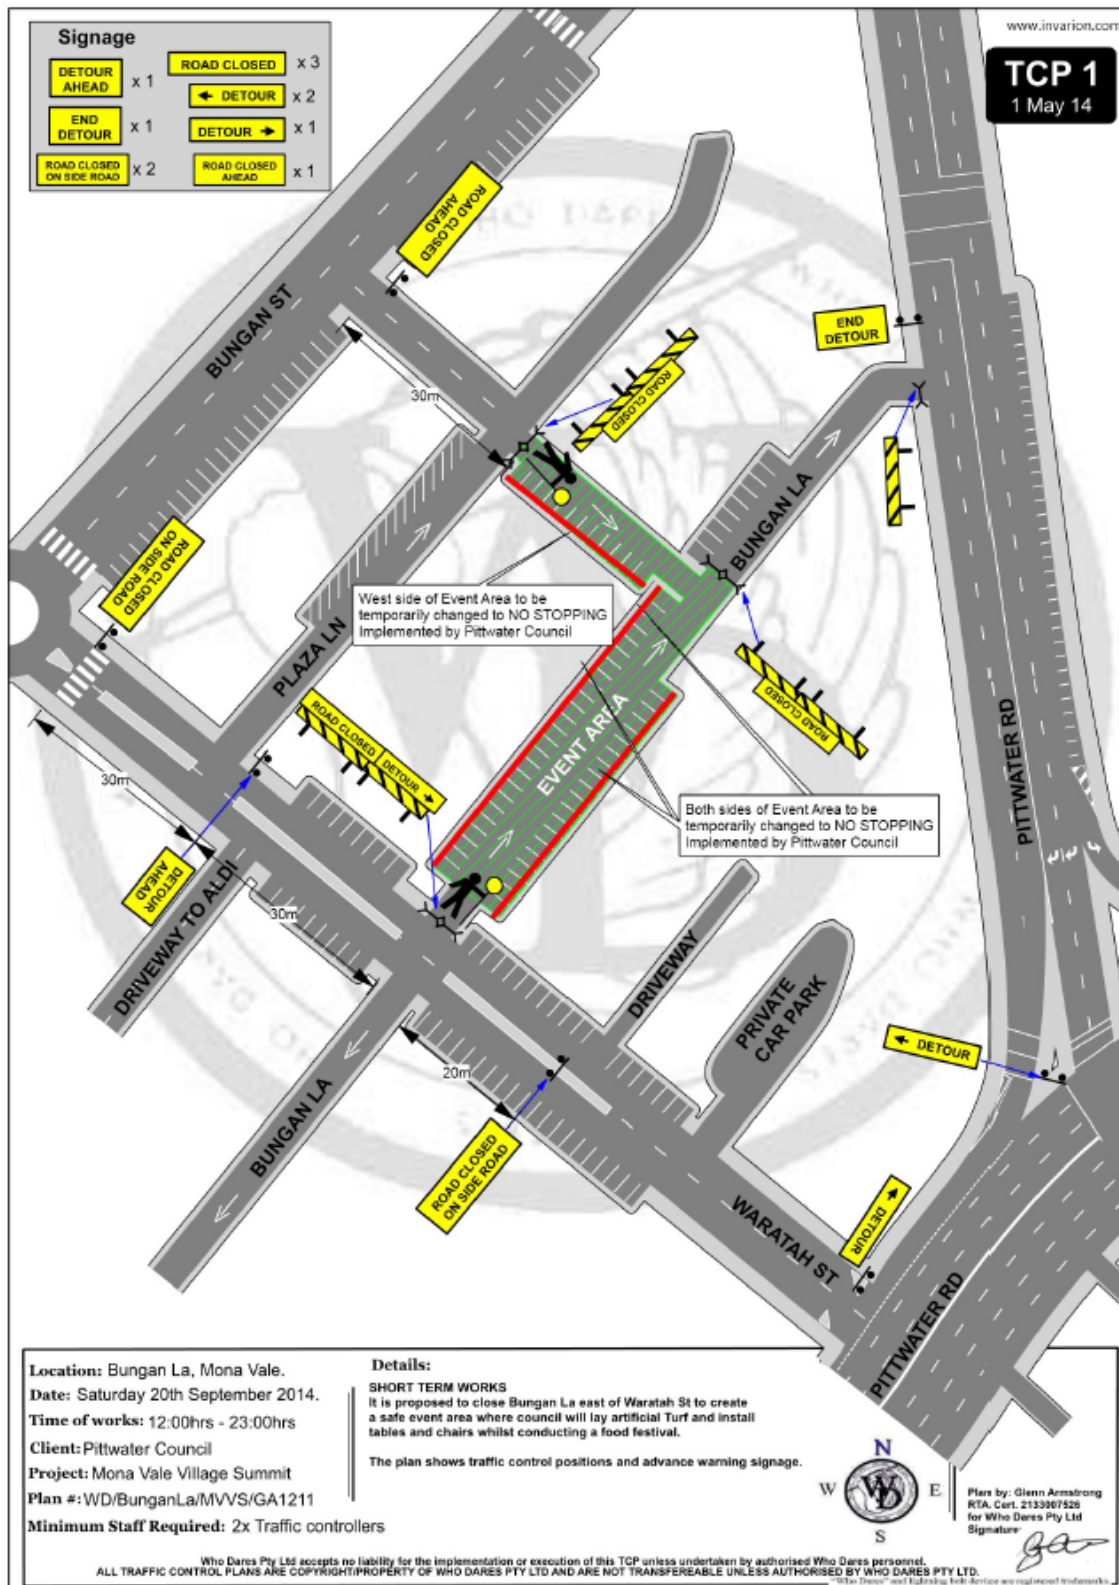 www.invarion.com
TCP 1
1 May 14
Signage
DETOUR
AHEAD
x 1
ROAD CLOSED
x 3
← DETOUR
x 2
END
DETOUR
x 1
DETOUR →
x 1
ROAD CLOSED
ON SIDE ROAD
x 2
ROAD CLOSED
AHEAD
x 1
ROAD CLOSED
AHEAD
BUNGAN ST
END
DETOUR
30m
ROAD CLOSED
BUNGAN LA
ROAD CLOSED
ON SIDE ROAD
West side of Event Area to be
temporarily changed to NO STOPPING
Implemented by Pittwater Council
PLAZA LN
ROAD CLOSED
ROAD CLOSED
DETOUR →
EVENT AREA
PITTWATER RD
30m
Both sides of Event Area to be
temporarily changed to NO STOPPING
Implemented by Pittwater Council
DETOUR
AHEAD
30m
DRIVEWAY TO ALDI
DRIVEWAY
PRIVATE
CAR PARK
← DETOUR
20m
BUNGAN LA
ROAD CLOSED
ON SIDE ROAD
WARATAH ST
← DETOUR
PITTWATER RD
Location: Bungan La, Mona Vale.
Date: Saturday 20th September 2014.
Time of works: 12:00hrs - 23:00hrs
Client: Pittwater Council
Project: Mona Vale Village Summit
Plan #: WD/BunganLa/MVVS/GA1211
Minimum Staff Required: 2x Traffic controllers
Details:
SHORT TERM WORKS
It is proposed to close Bungan La east of Waratah St to create
a safe event area where council will lay artificial Turf and install
tables and chairs whilst conducting a food festival.
The plan shows traffic control positions and advance warning signage.
N
W
E
S
WD
Plan by: Glenn Armstrong
RTA. Cert. 2133007526
for Who Dares Pty Ltd
Signature
Who Dares Pty Ltd accepts no liability for the implementation or execution of this TCP unless undertaken by authorised Who Dares personnel.
ALL TRAFFIC CONTROL PLANS ARE COPYRIGHT/PROPERTY OF WHO DARES PTY LTD AND ARE NOT TRANSFEREABLE UNLESS AUTHORISED BY WHO DARES PTY LTD.
"Who Dares" and lightning bolt device are registered trademarks.